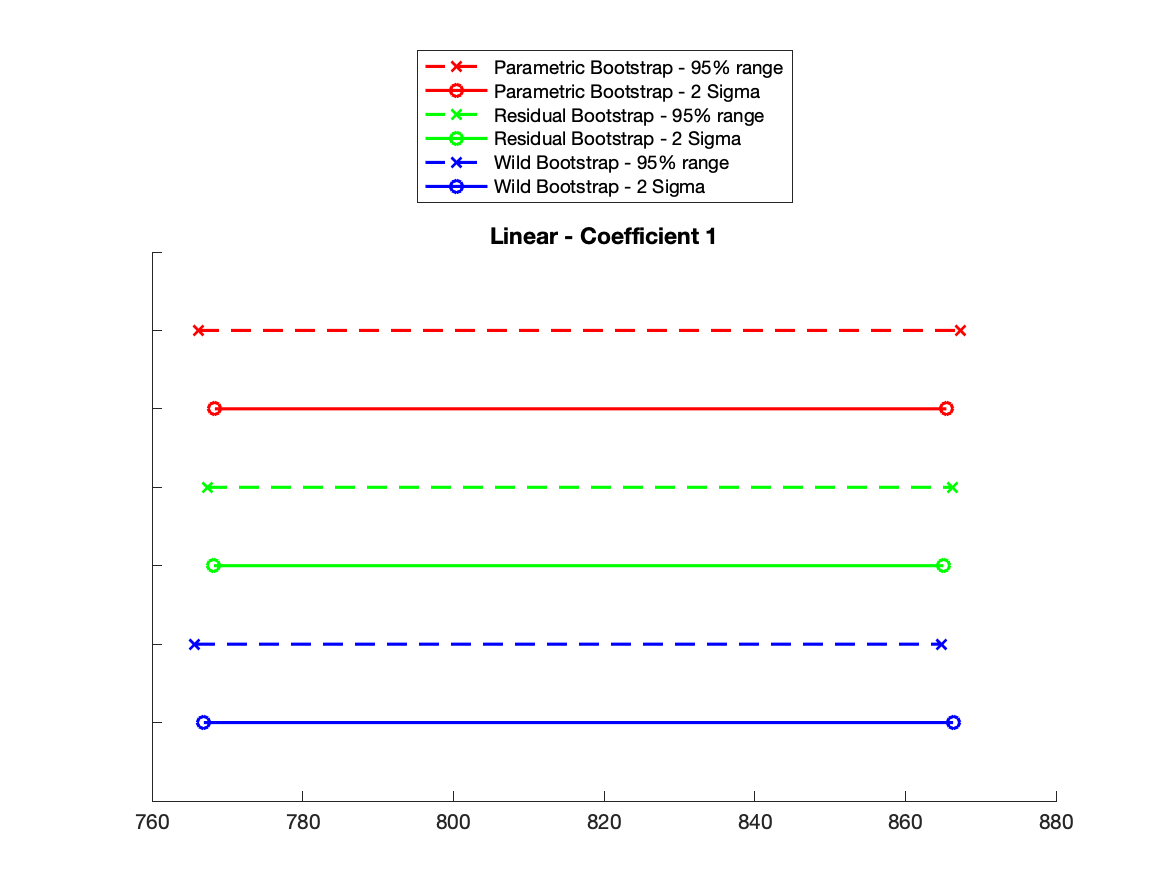 Parametric Bootstrap - 95% range
Parametric Bootstrap - 2 Sigma
Residual Bootstrap - 95% range
Residual Bootstrap - 2 Sigma
Wild Bootstrap - 95% range
Wild Bootstrap - 2 Sigma
Linear - Coefficient 1
760 780 800 820 840 860 880